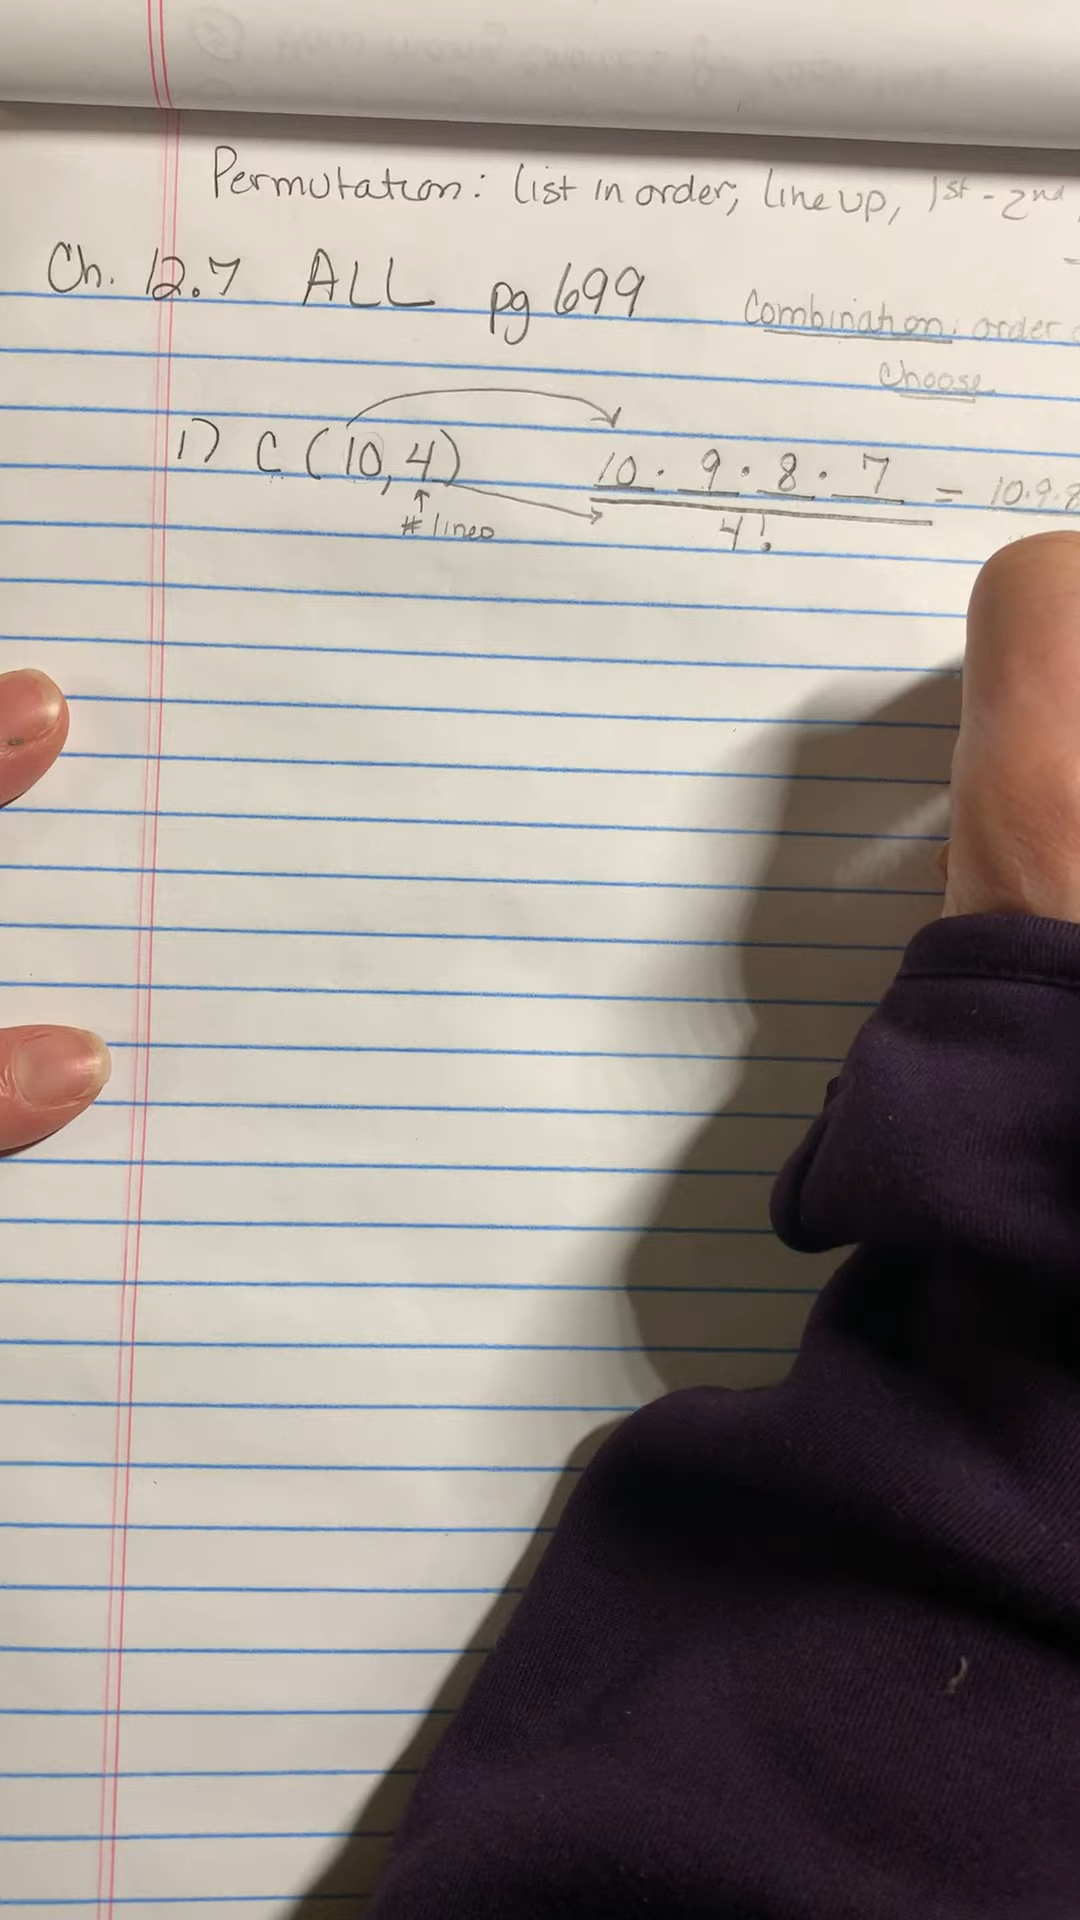 Permutation: list in order, line up, 1st - 2nd
Ch. 12.7 ALL pg 699
Combination: order
choose
1) C (10, 4) 10 · 9 · 8 · 7 = 10·9·8
# lines 4!